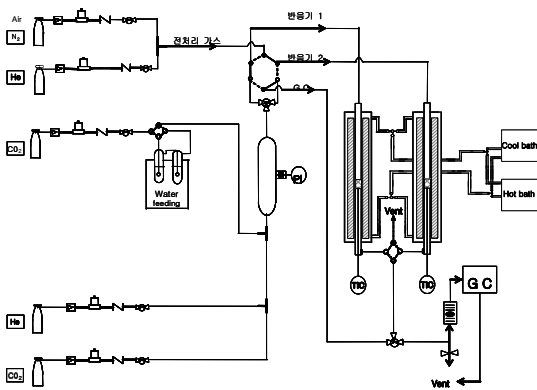 Air
N₂
He
CO₂
Water
feeding
He
CO₂
전처리 가스
반응기 1
반응기 2
G C
PI
Vent
TIC
TIC
Cool bath
Hot bath
G C
Vent